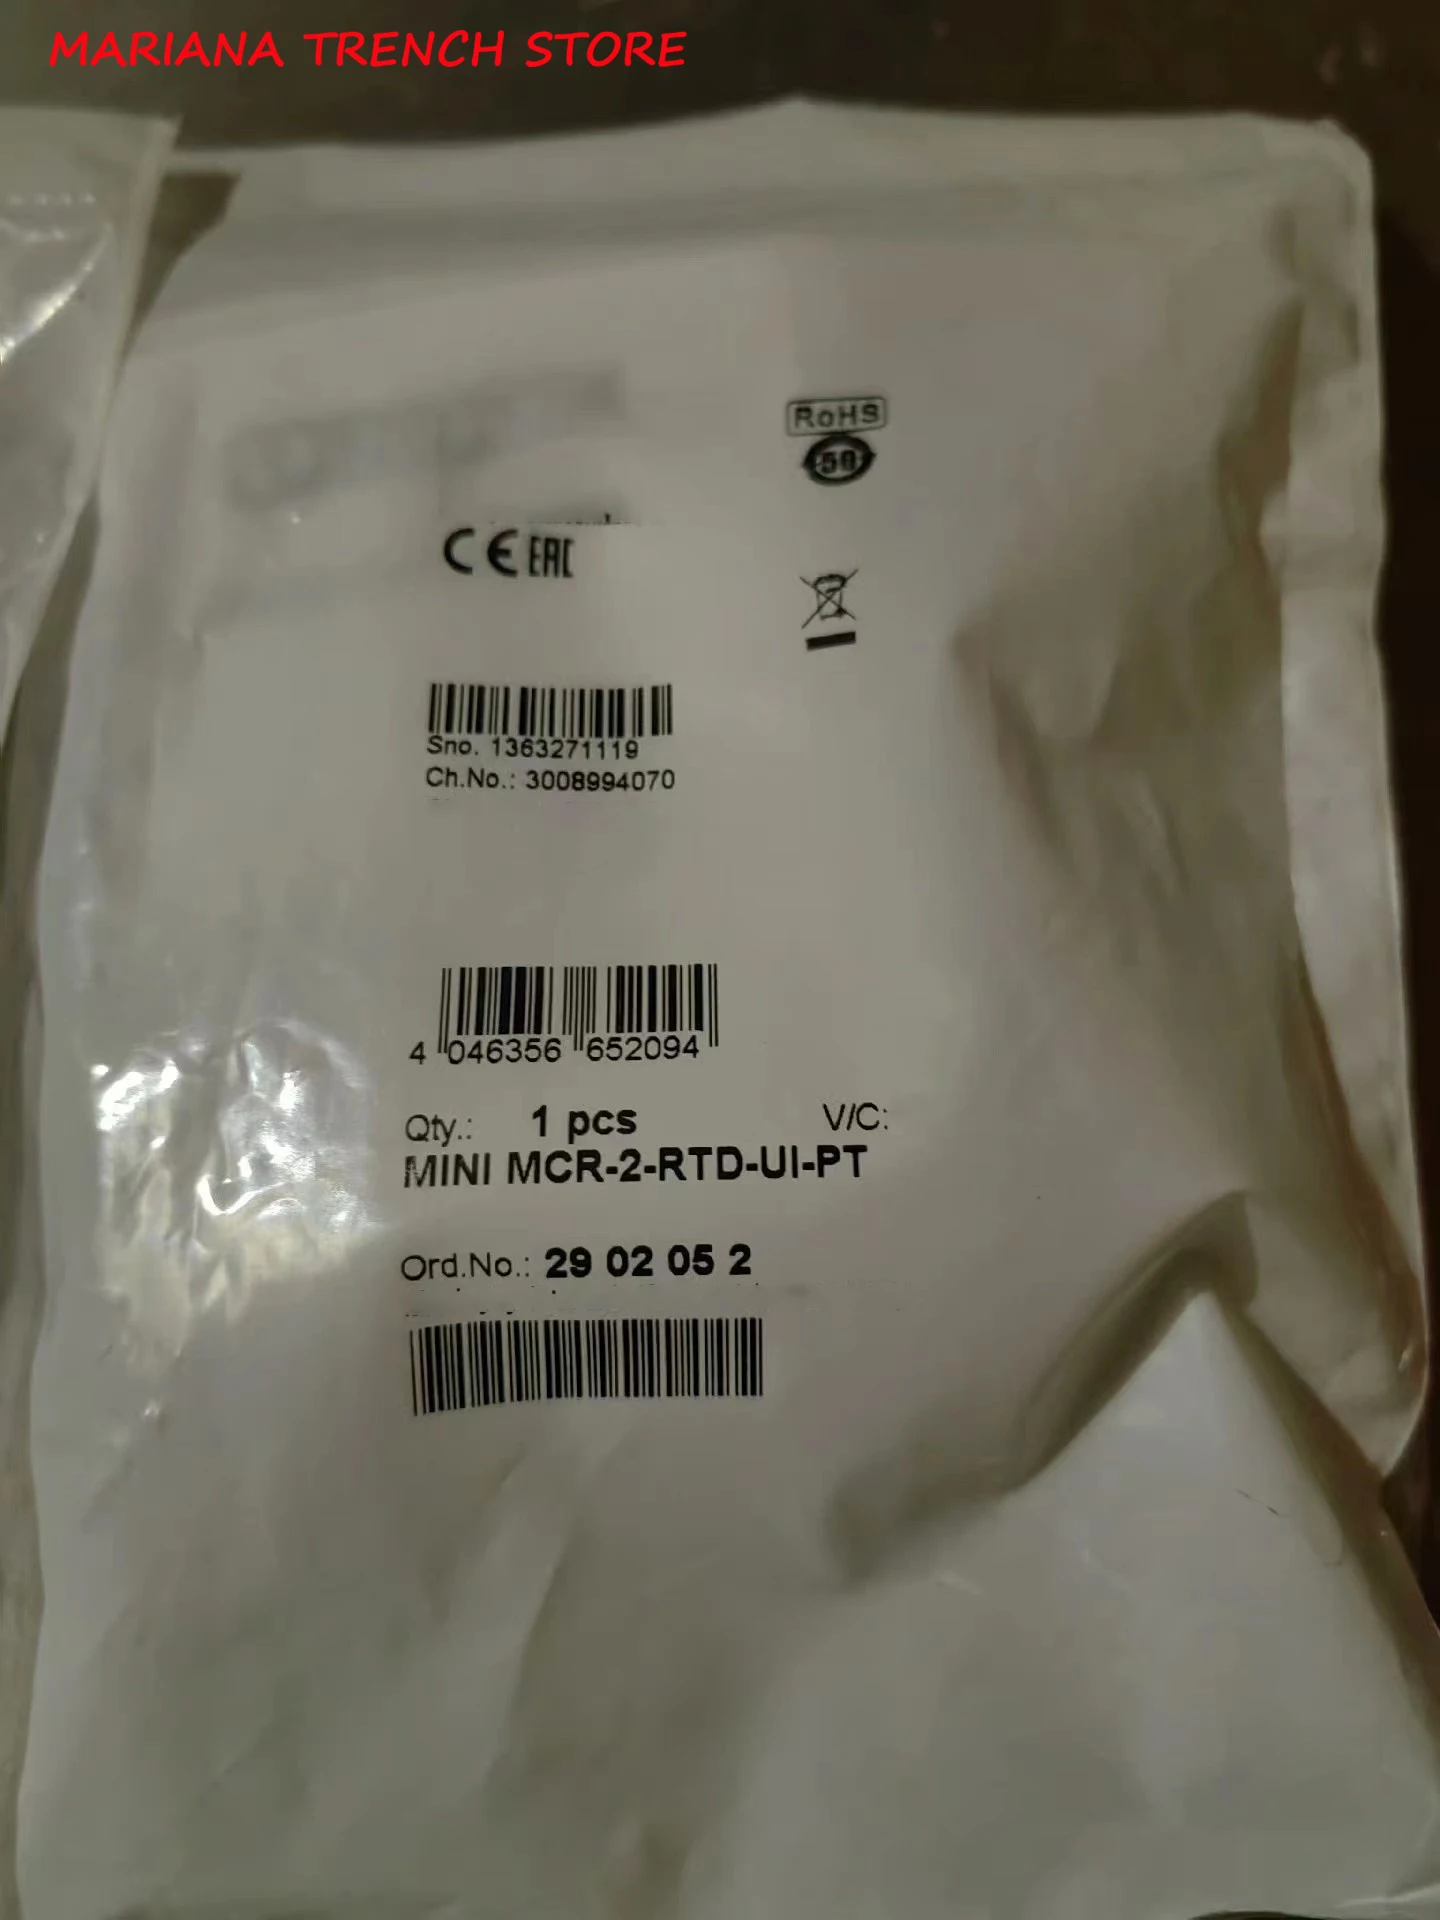 MARIANA TRENCH STORE
RoHS
50
CE EAC
Sno. 1363271119
Ch.No.: 3008994070
4 046356 652094
Qty.: 1 pcs V/C:
MINI MCR-2-RTD-UI-PT
Ord.No.: 29 02 05 2